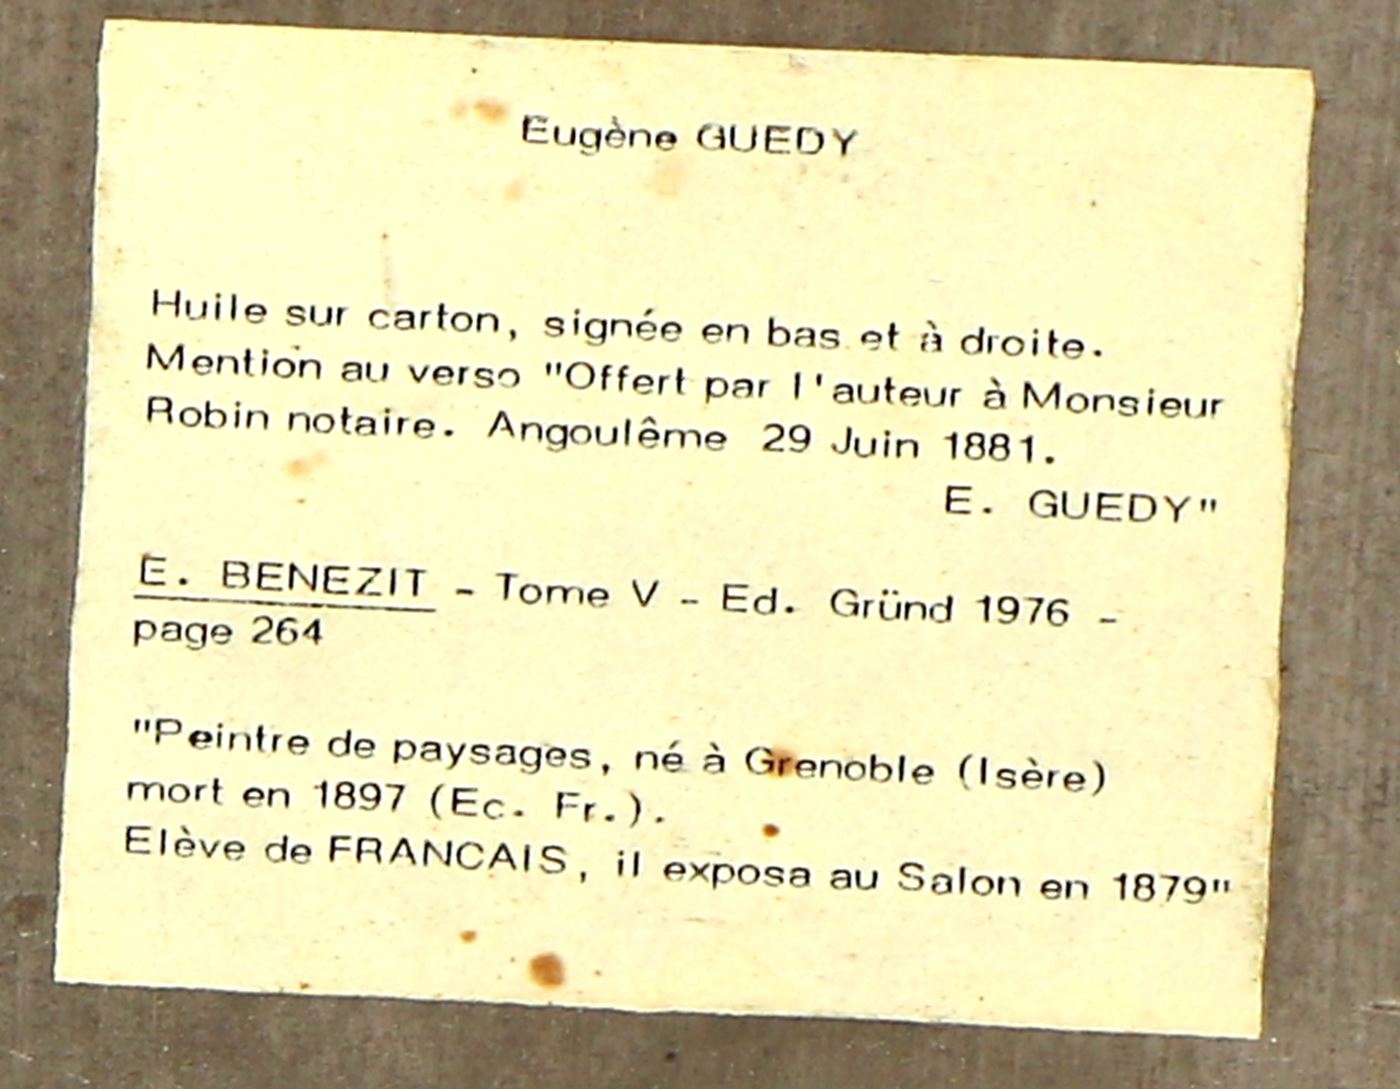 Eugène GUEDY
Huile sur carton, signée en bas et à droite.
Mention au verso "Offert par l'auteur à Monsieur
Robin notaire. Angoulême 29 Juin 1881.
E. GUEDY"
E. BENEZIT - Tome V - Ed. Gründ 1976 -
page 264
"Peintre de paysages, né à Grenoble (Isère)
mort en 1897 (Ec. Fr.).
Elève de FRANCAIS, il exposa au Salon en 1879"